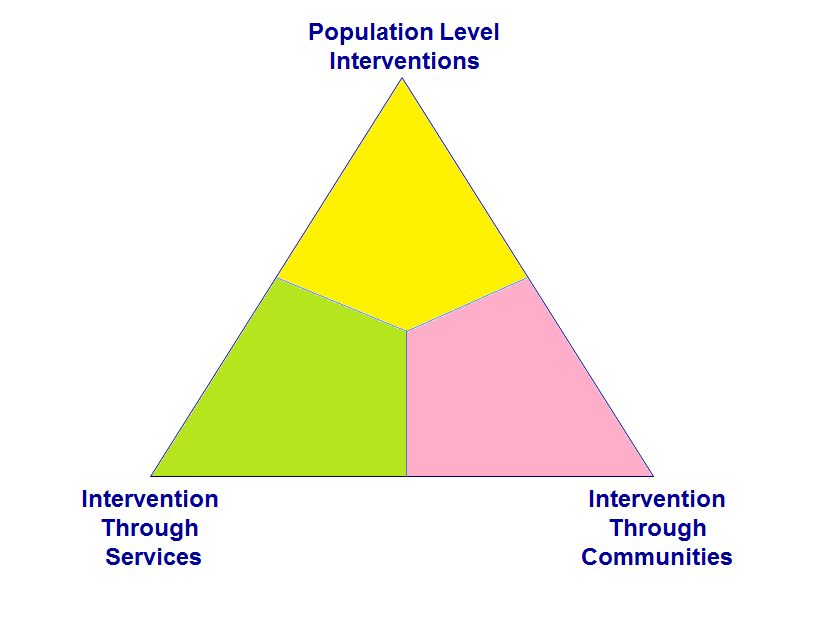 Population Level
Interventions
Intervention
Through
Services
Intervention
Through
Communities